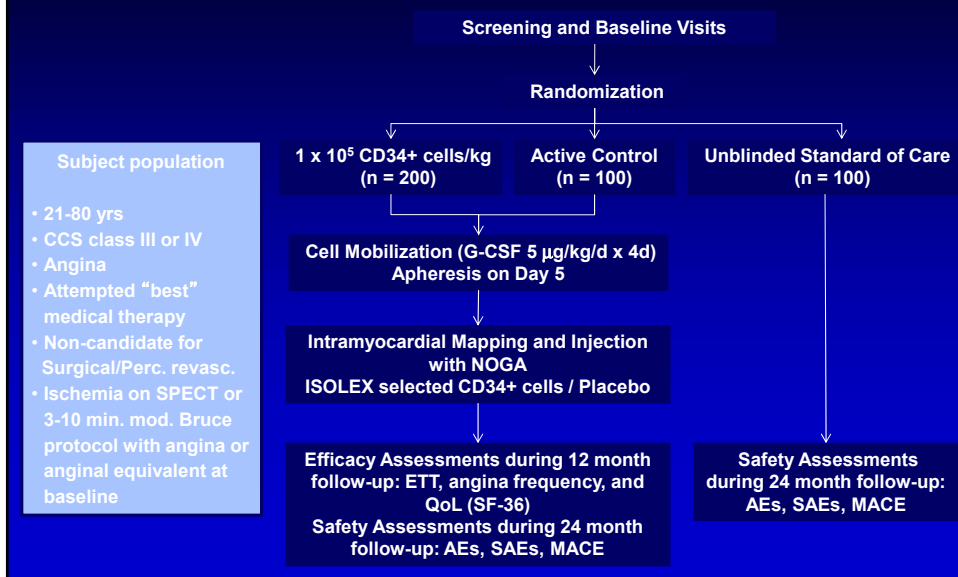 Screening and Baseline Visits
Randomization
1 x 10⁵ CD34+ cells/kg
(n = 200)
Active Control
(n = 100)
Unblinded Standard of Care
(n = 100)
Subject population
• 21-80 yrs
• CCS class III or IV
• Angina
• Attempted “best”
medical therapy
• Non-candidate for
Surgical/Perc. revasc.
• Ischemia on SPECT or
3-10 min. mod. Bruce
protocol with angina or
anginal equivalent at
baseline
Cell Mobilization (G-CSF 5 μg/kg/d x 4d)
Apheresis on Day 5
Intramyocardial Mapping and Injection
with NOGA
ISOLEX selected CD34+ cells / Placebo
Efficacy Assessments during 12 month
follow-up: ETT, angina frequency, and
QoL (SF-36)
Safety Assessments during 24 month
follow-up: AEs, SAEs, MACE
Safety Assessments
during 24 month follow-up:
AEs, SAEs, MACE